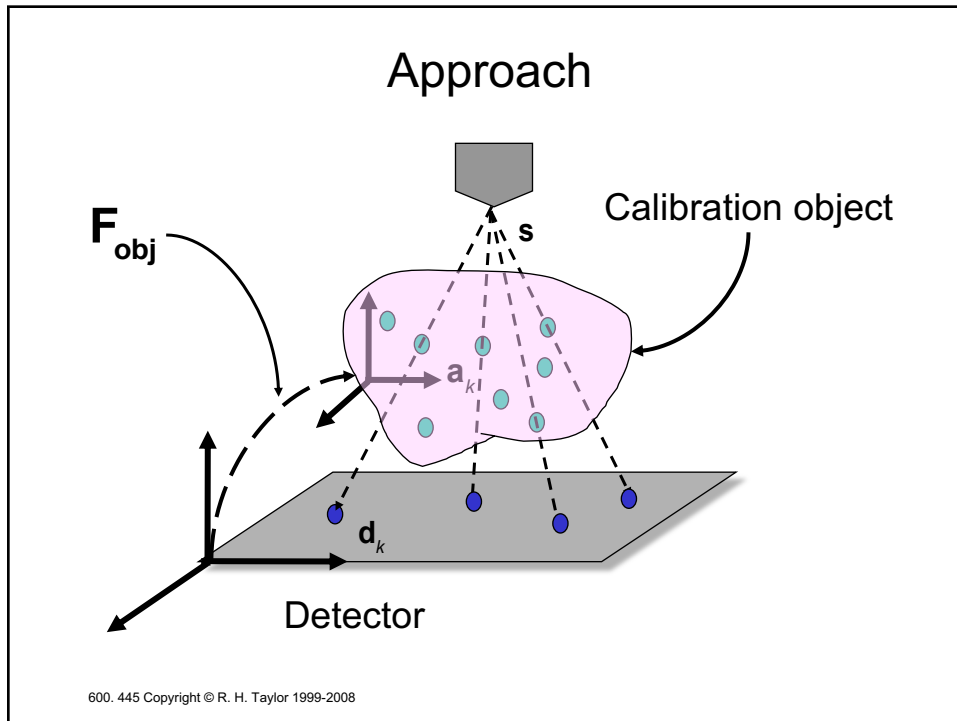 Approach
F_obj
s
Calibration object
a_k
d_k
Detector
600. 445 Copyright © R. H. Taylor 1999-2008